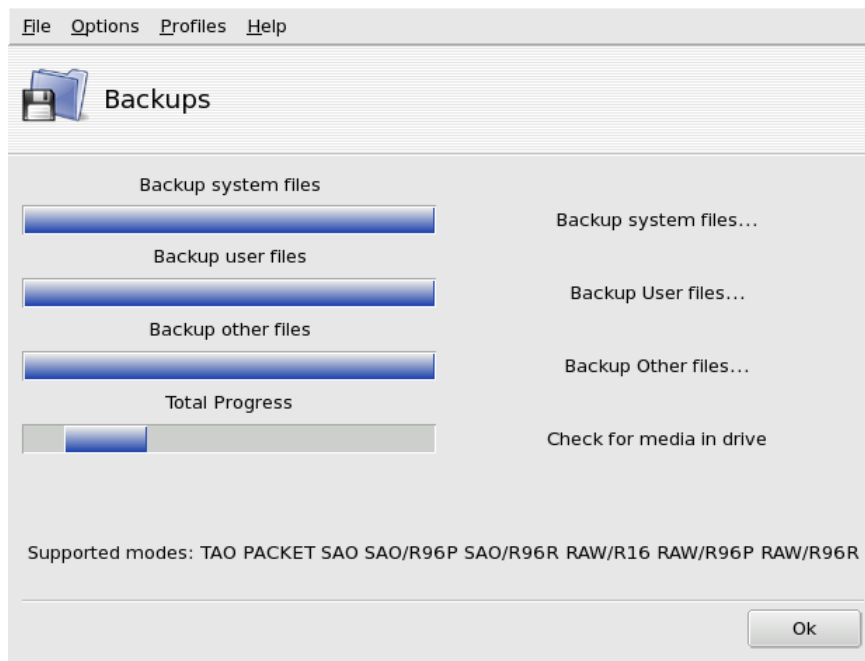 File Options Profiles Help
Backups
Backup system files
Backup system files...
Backup user files
Backup User files...
Backup other files
Backup Other files...
Total Progress
Check for media in drive
Supported modes: TAO PACKET SAO SAO/R96P SAO/R96R RAW/R16 RAW/R96P RAW/R96R
Ok